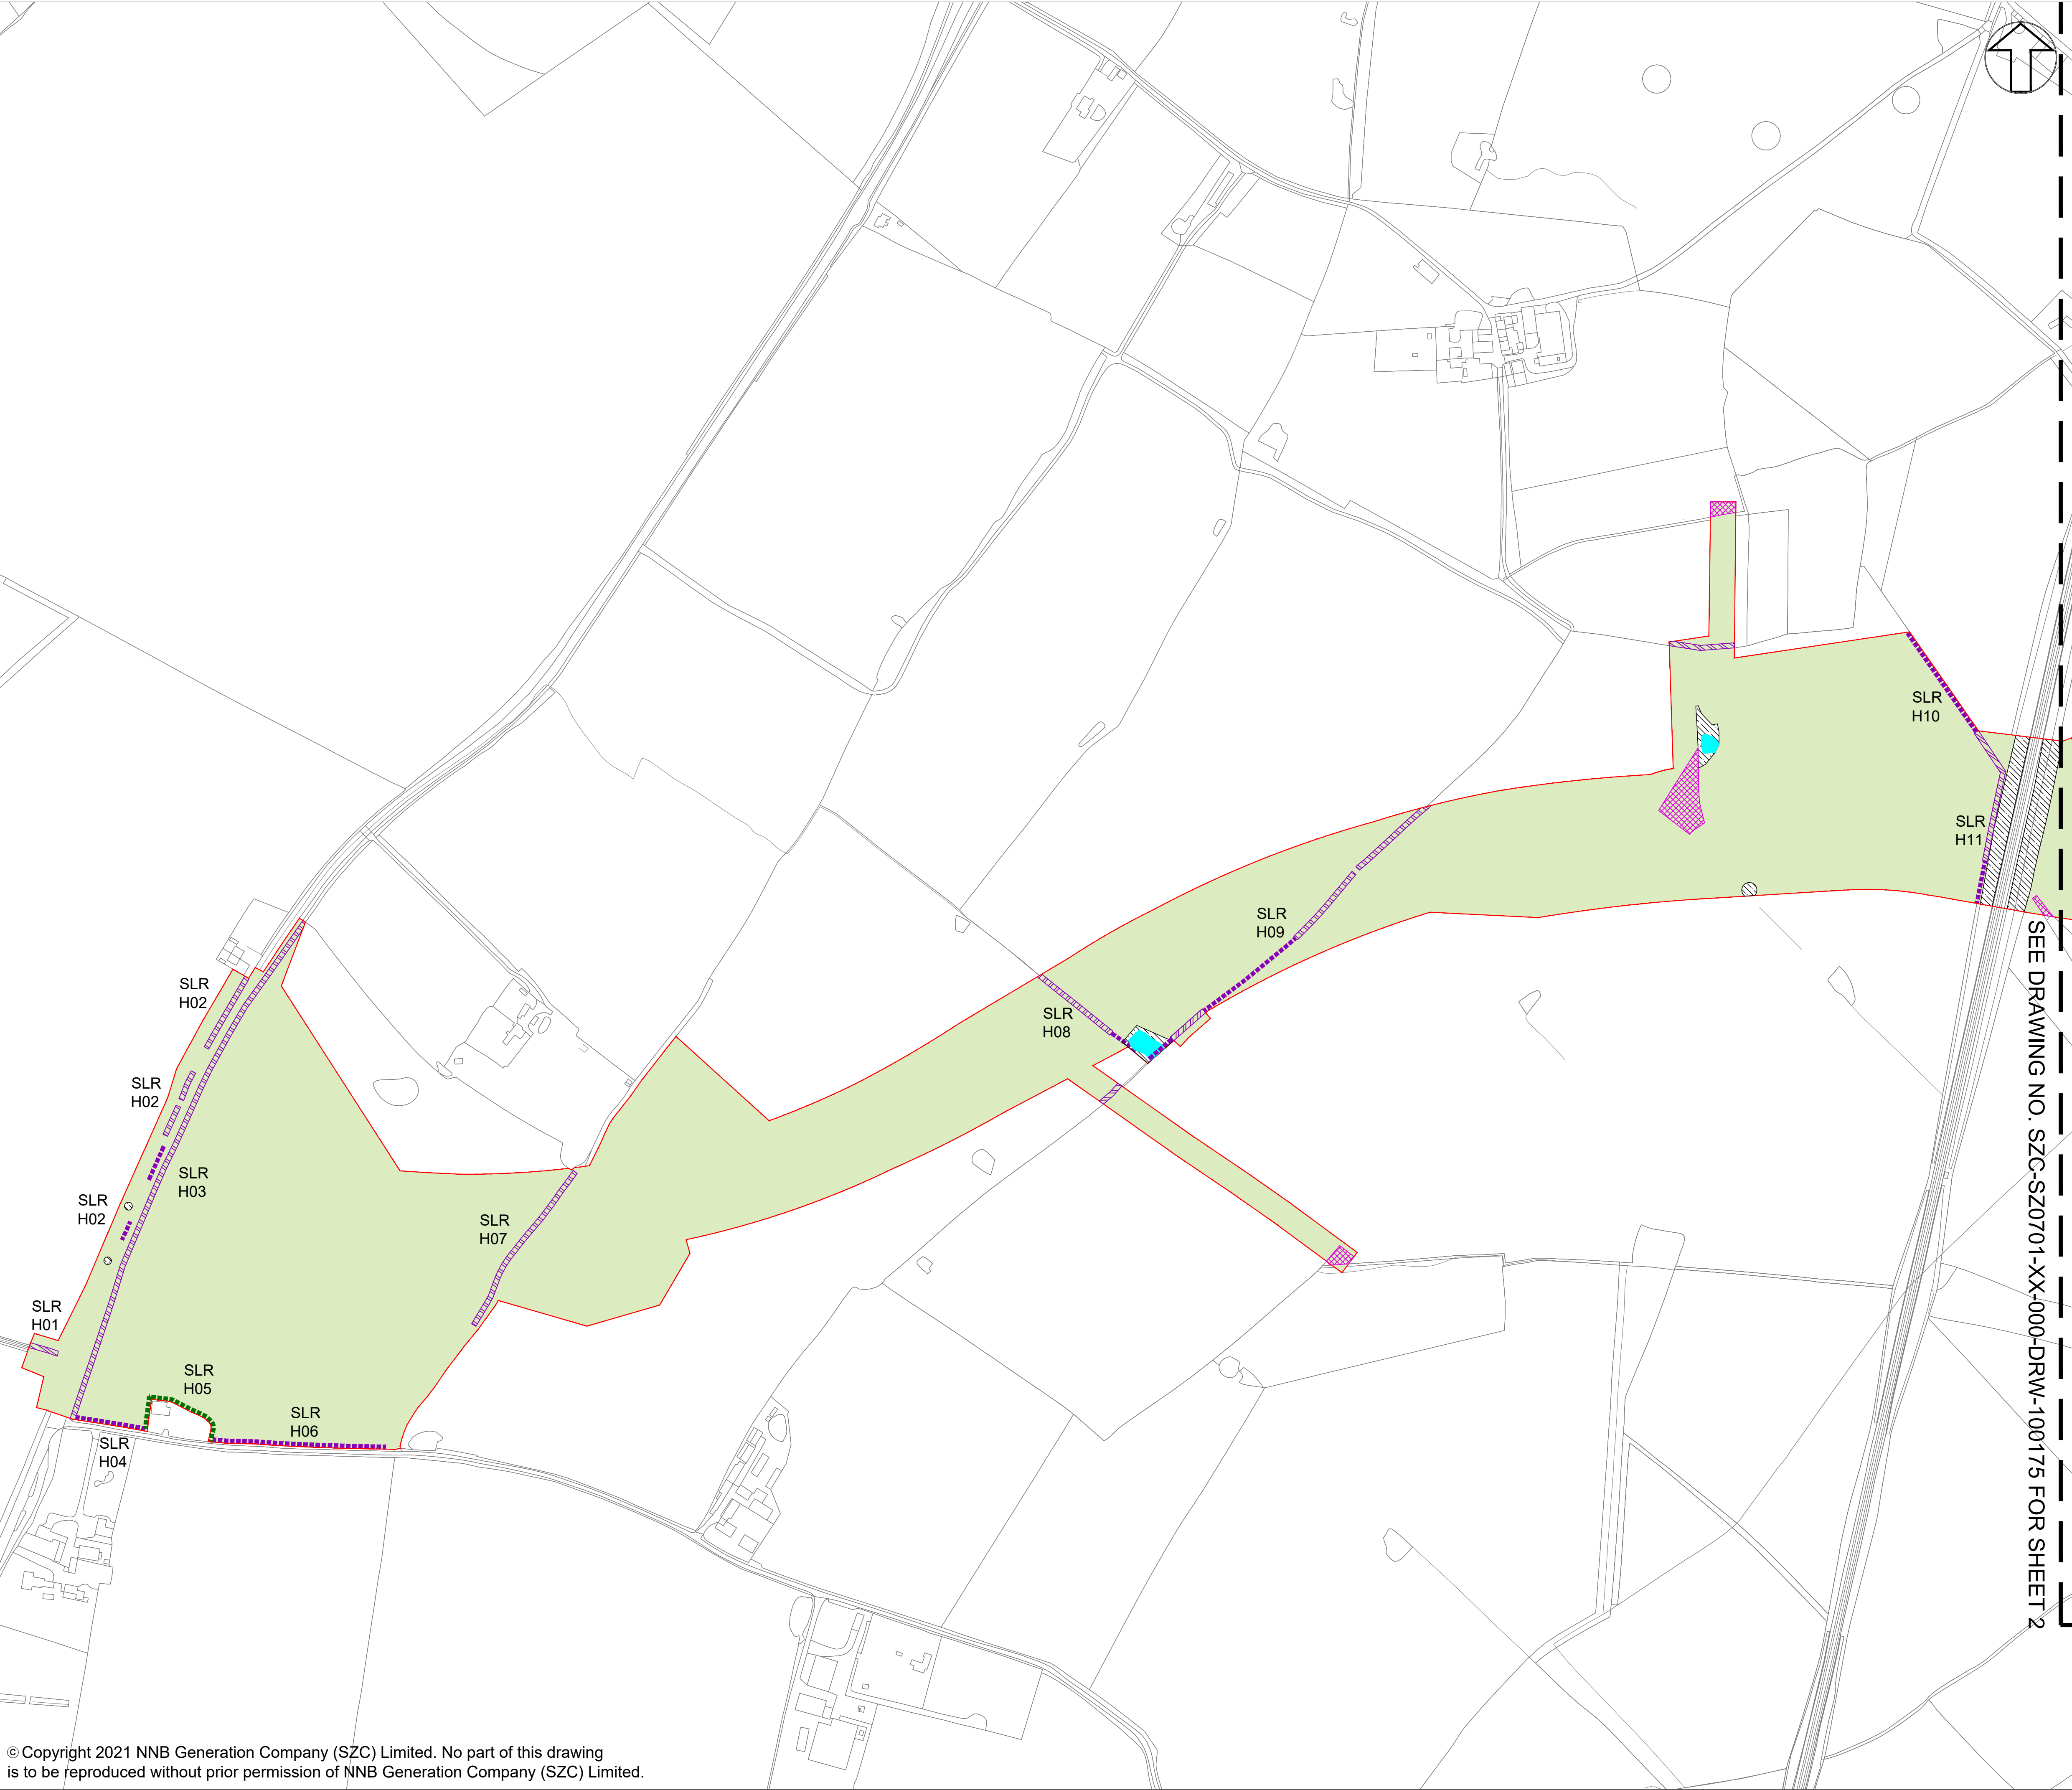 SLR
H10
SLR
H11
SLR
H09
SLR
H02
SLR
H08
SLR
H02
SLR
H03
SLR
H02
SLR
H07
SLR
H01
SLR
H05
SLR
H06
SLR
H04
SEE DRAWING NO. SZC-SZ0701-XX-000-DRW-100175 FOR SHEET 2
© Copyright 2021 NNB Generation Company (SZC) Limited. No part of this drawing
is to be reproduced without prior permission of NNB Generation Company (SZC) Limited.